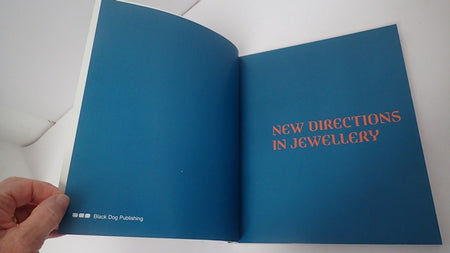 Black Dog Publishing
NEW DIRECTIONS
IN JEWELLERY